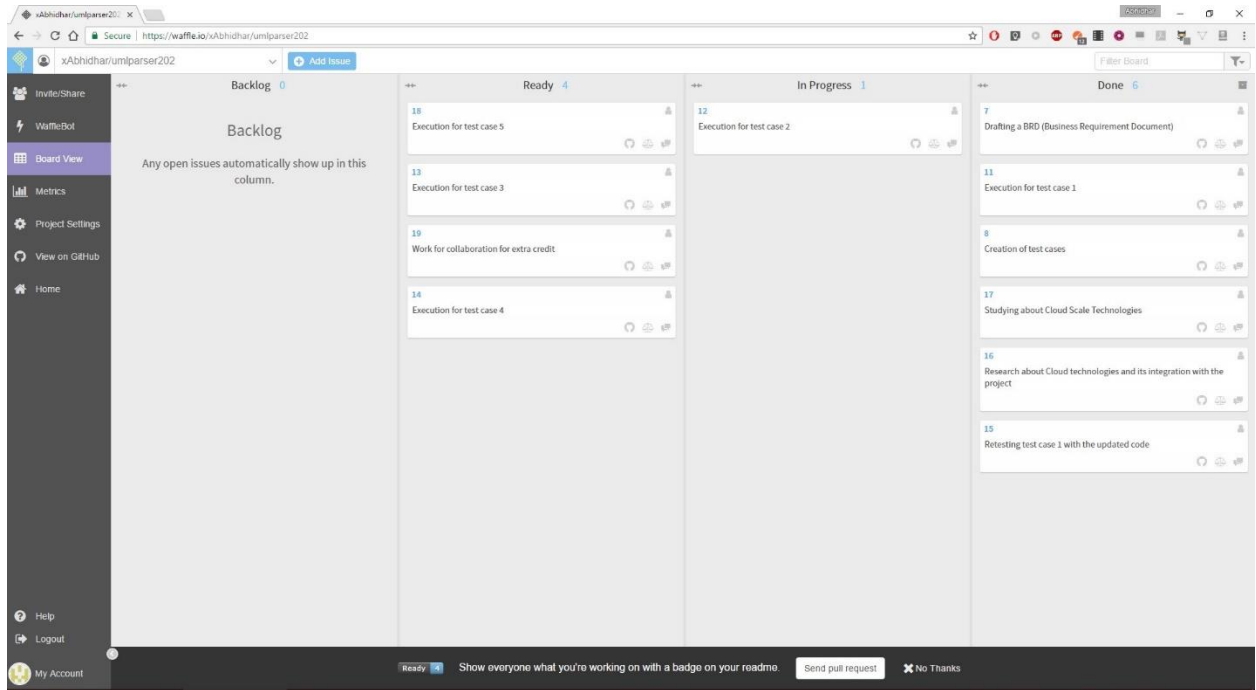 xAbhidhar/umlparser202
Secure | https://waffle.io/xAbhidhar/umlparser202
xAbhidhar/umlparser202
Add Issue
Filter Board
Invite/Share
WaffleBot
Board View
Metrics
Project Settings
View on GitHub
Home
Help
Logout
My Account
Backlog 0
Backlog
Any open issues automatically show up in this
column.
Ready 4
18
Execution for test case 5
13
Execution for test case 3
19
Work for collaboration for extra credit
14
Execution for test case 4
In Progress 1
12
Execution for test case 2
Done 6
7
Drafting a BRD (Business Requirement Document)
11
Execution for test case 1
8
Creation of test cases
17
Studying about Cloud Scale Technologies
16
Research about Cloud technologies and its integration with the
project
15
Retesting test case 1 with the updated code
Ready 4 Show everyone what you're working on with a badge on your readme. Send pull request No Thanks